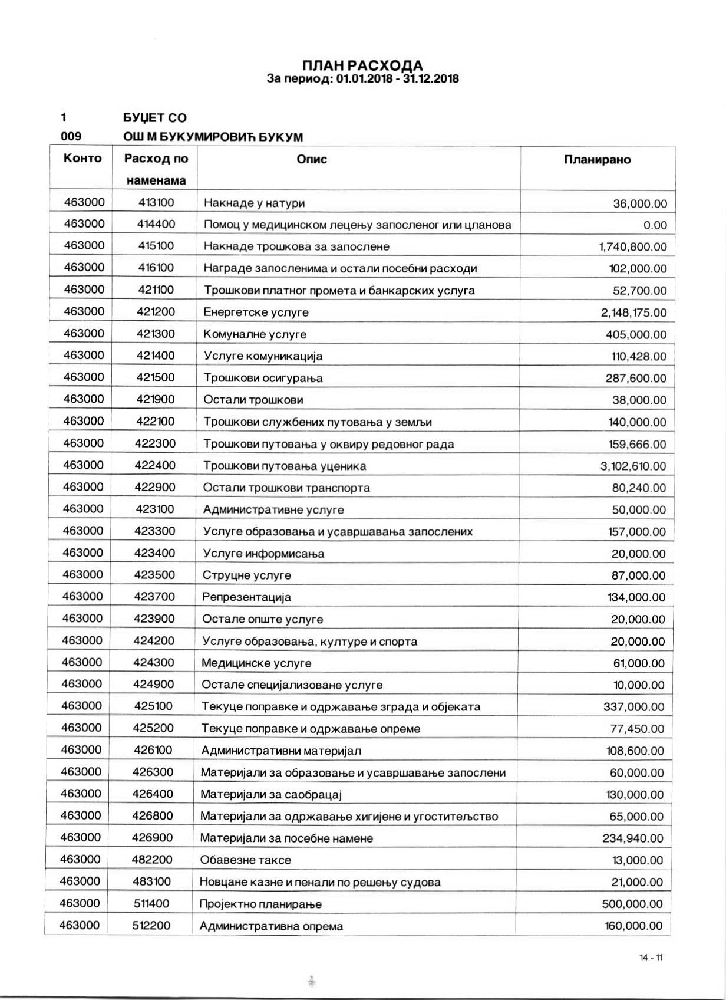 ПЛАН РАСХОДА
За период: 01.01.2018 - 31.12.2018
1 БУЏЕТ СО
009 ОШ М БУКУМИРОВИЋ БУКУМ
Конто Расход по наменама Опис Планирано
463000 413100 Накнаде у натури 36,000.00
463000 414400 Помоц у медицинском лецењу запосленог или цланова 0.00
463000 415100 Накнаде трошкова за запослене 1,740,800.00
463000 416100 Награде запосленима и остали посебни расходи 102,000.00
463000 421100 Трошкови платног промета и банкарских услуга 52,700.00
463000 421200 Енергетске услуге 2,148,175.00
463000 421300 Комуналне услуге 405,000.00
463000 421400 Услуге комуникација 110,428.00
463000 421500 Трошкови осигурања 287,600.00
463000 421900 Остали трошкови 38,000.00
463000 422100 Трошкови службених путовања у земљи 140,000.00
463000 422300 Трошкови путовања у оквиру редовног рада 159,666.00
463000 422400 Трошкови путовања уценика 3,102,610.00
463000 422900 Остали трошкови транспорта 80,240.00
463000 423100 Административне услуге 50,000.00
463000 423300 Услуге образовања и усавршавања запослених 157,000.00
463000 423400 Услуге информисања 20,000.00
463000 423500 Струцне услуге 87,000.00
463000 423700 Репрезентација 134,000.00
463000 423900 Остале опште услуге 20,000.00
463000 424200 Услуге образовања, културе и спорта 20,000.00
463000 424300 Медицинске услуге 61,000.00
463000 424900 Остале специјализоване услуге 10,000.00
463000 425100 Текуце поправке и одржавање зграда и објеката 337,000.00
463000 425200 Текуце поправке и одржавање опреме 77,450.00
463000 426100 Административни материјал 108,600.00
463000 426300 Материјали за образовање и усавршавање запослени 60,000.00
463000 426400 Материјали за саобрацај 130,000.00
463000 426800 Материјали за одржавање хигијене и угоститељство 65,000.00
463000 426900 Материјали за посебне намене 234,940.00
463000 482200 Обавезне таксе 13,000.00
463000 483100 Новцане казне и пенали по решењу судова 21,000.00
463000 511400 Пројектно планирање 500,000.00
463000 512200 Административна опрема 160,000.00
14 - 11